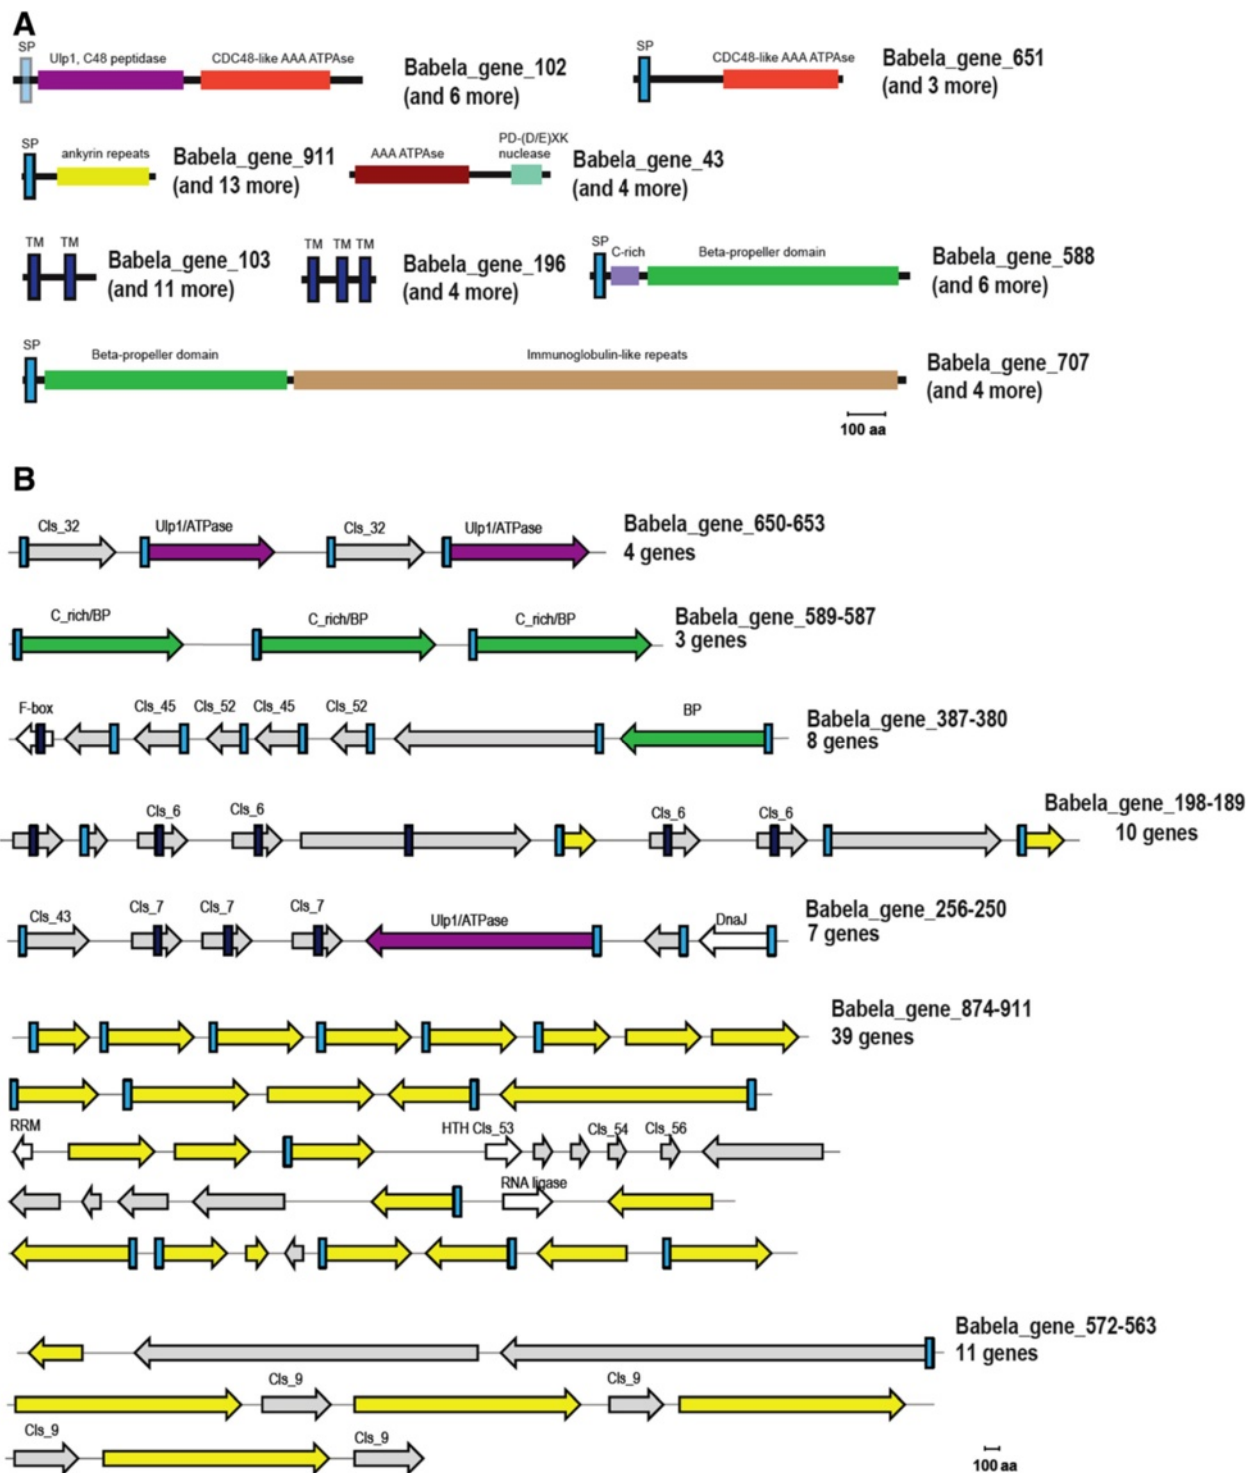 A
SP
Ulp1, C48 peptidase
CDC48-like AAA ATPAse
Babela_gene_102
(and 6 more)
SP
CDC48-like AAA ATPAse
Babela_gene_651
(and 3 more)
SP
ankyrin repeats
Babela_gene_911
(and 13 more)
AAA ATPAse
PD-(D/E)XK
nuclease
Babela_gene_43
(and 4 more)
TM TM
Babela_gene_103
(and 11 more)
TM TM TM
Babela_gene_196
(and 4 more)
SP
C-rich
Beta-propeller domain
Babela_gene_588
(and 6 more)
SP
Beta-propeller domain
Immunoglobulin-like repeats
Babela_gene_707
(and 4 more)
100 aa
B
Cls_32 Ulp1/ATPase Cls_32 Ulp1/ATPase
Babela_gene_650-653
4 genes
C_rich/BP C_rich/BP C_rich/BP
Babela_gene_589-587
3 genes
F-box Cls_45 Cls_52 Cls_45 Cls_52 BP
Babela_gene_387-380
8 genes
Cls_6 Cls_6 Cls_6 Cls_6
Babela_gene_198-189
10 genes
Cls_43 Cls_7 Cls_7 Cls_7 Ulp1/ATPase DnaJ
Babela_gene_256-250
7 genes
Babela_gene_874-911
39 genes
RRM HTH Cls_53 Cls_54 Cls_56
RNA ligase
Babela_gene_572-563
11 genes
Cls_9 Cls_9
Cls_9 Cls_9
100 aa